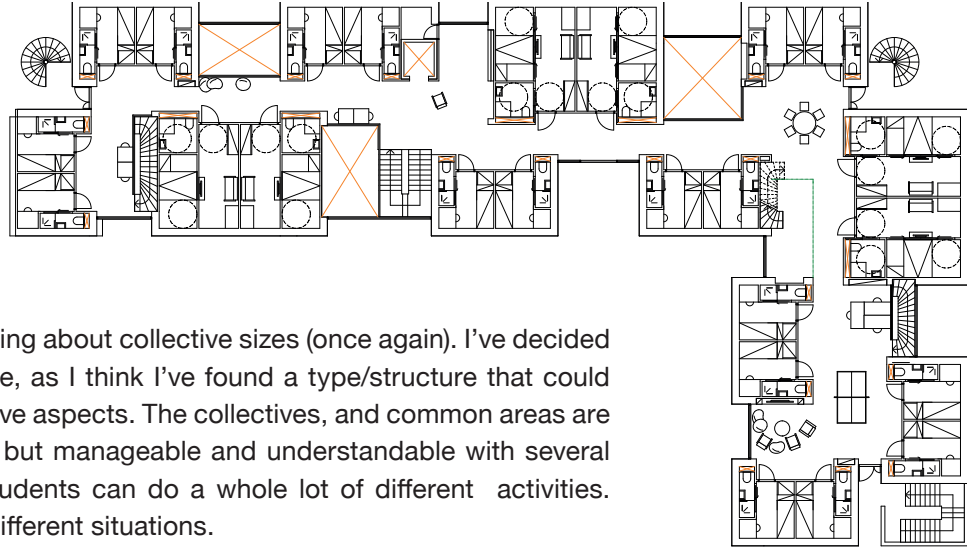 ing about collective sizes (once again). I've decided
e, as I think I've found a type/structure that could
ve aspects. The collectives, and common areas are
but manageable and understandable with several
udents can do a whole lot of different activities.
ifferent situations.